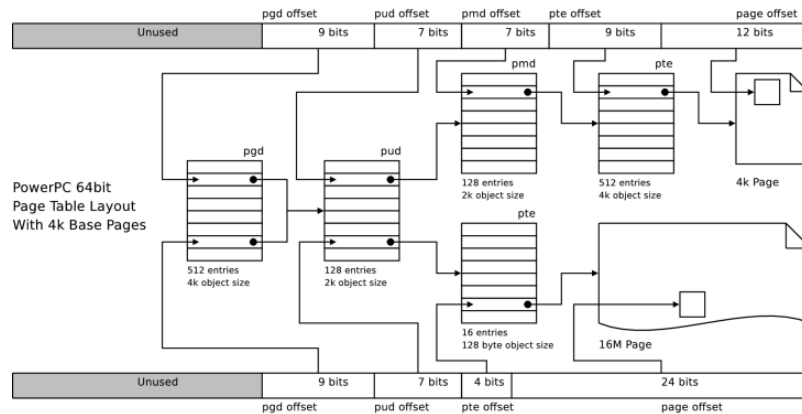 pgd offset pud offset pmd offset pte offset page offset
Unused 9 bits 7 bits 7 bits 9 bits 12 bits
pmd pte
pgd pud
PowerPC 64bit
Page Table Layout
With 4k Base Pages
128 entries
2k object size
512 entries
4k object size
4k Page
pte
512 entries
4k object size
128 entries
2k object size
16 entries
128 byte object size
16M Page
Unused 9 bits 7 bits 4 bits 24 bits
pgd offset pud offset pte offset page offset